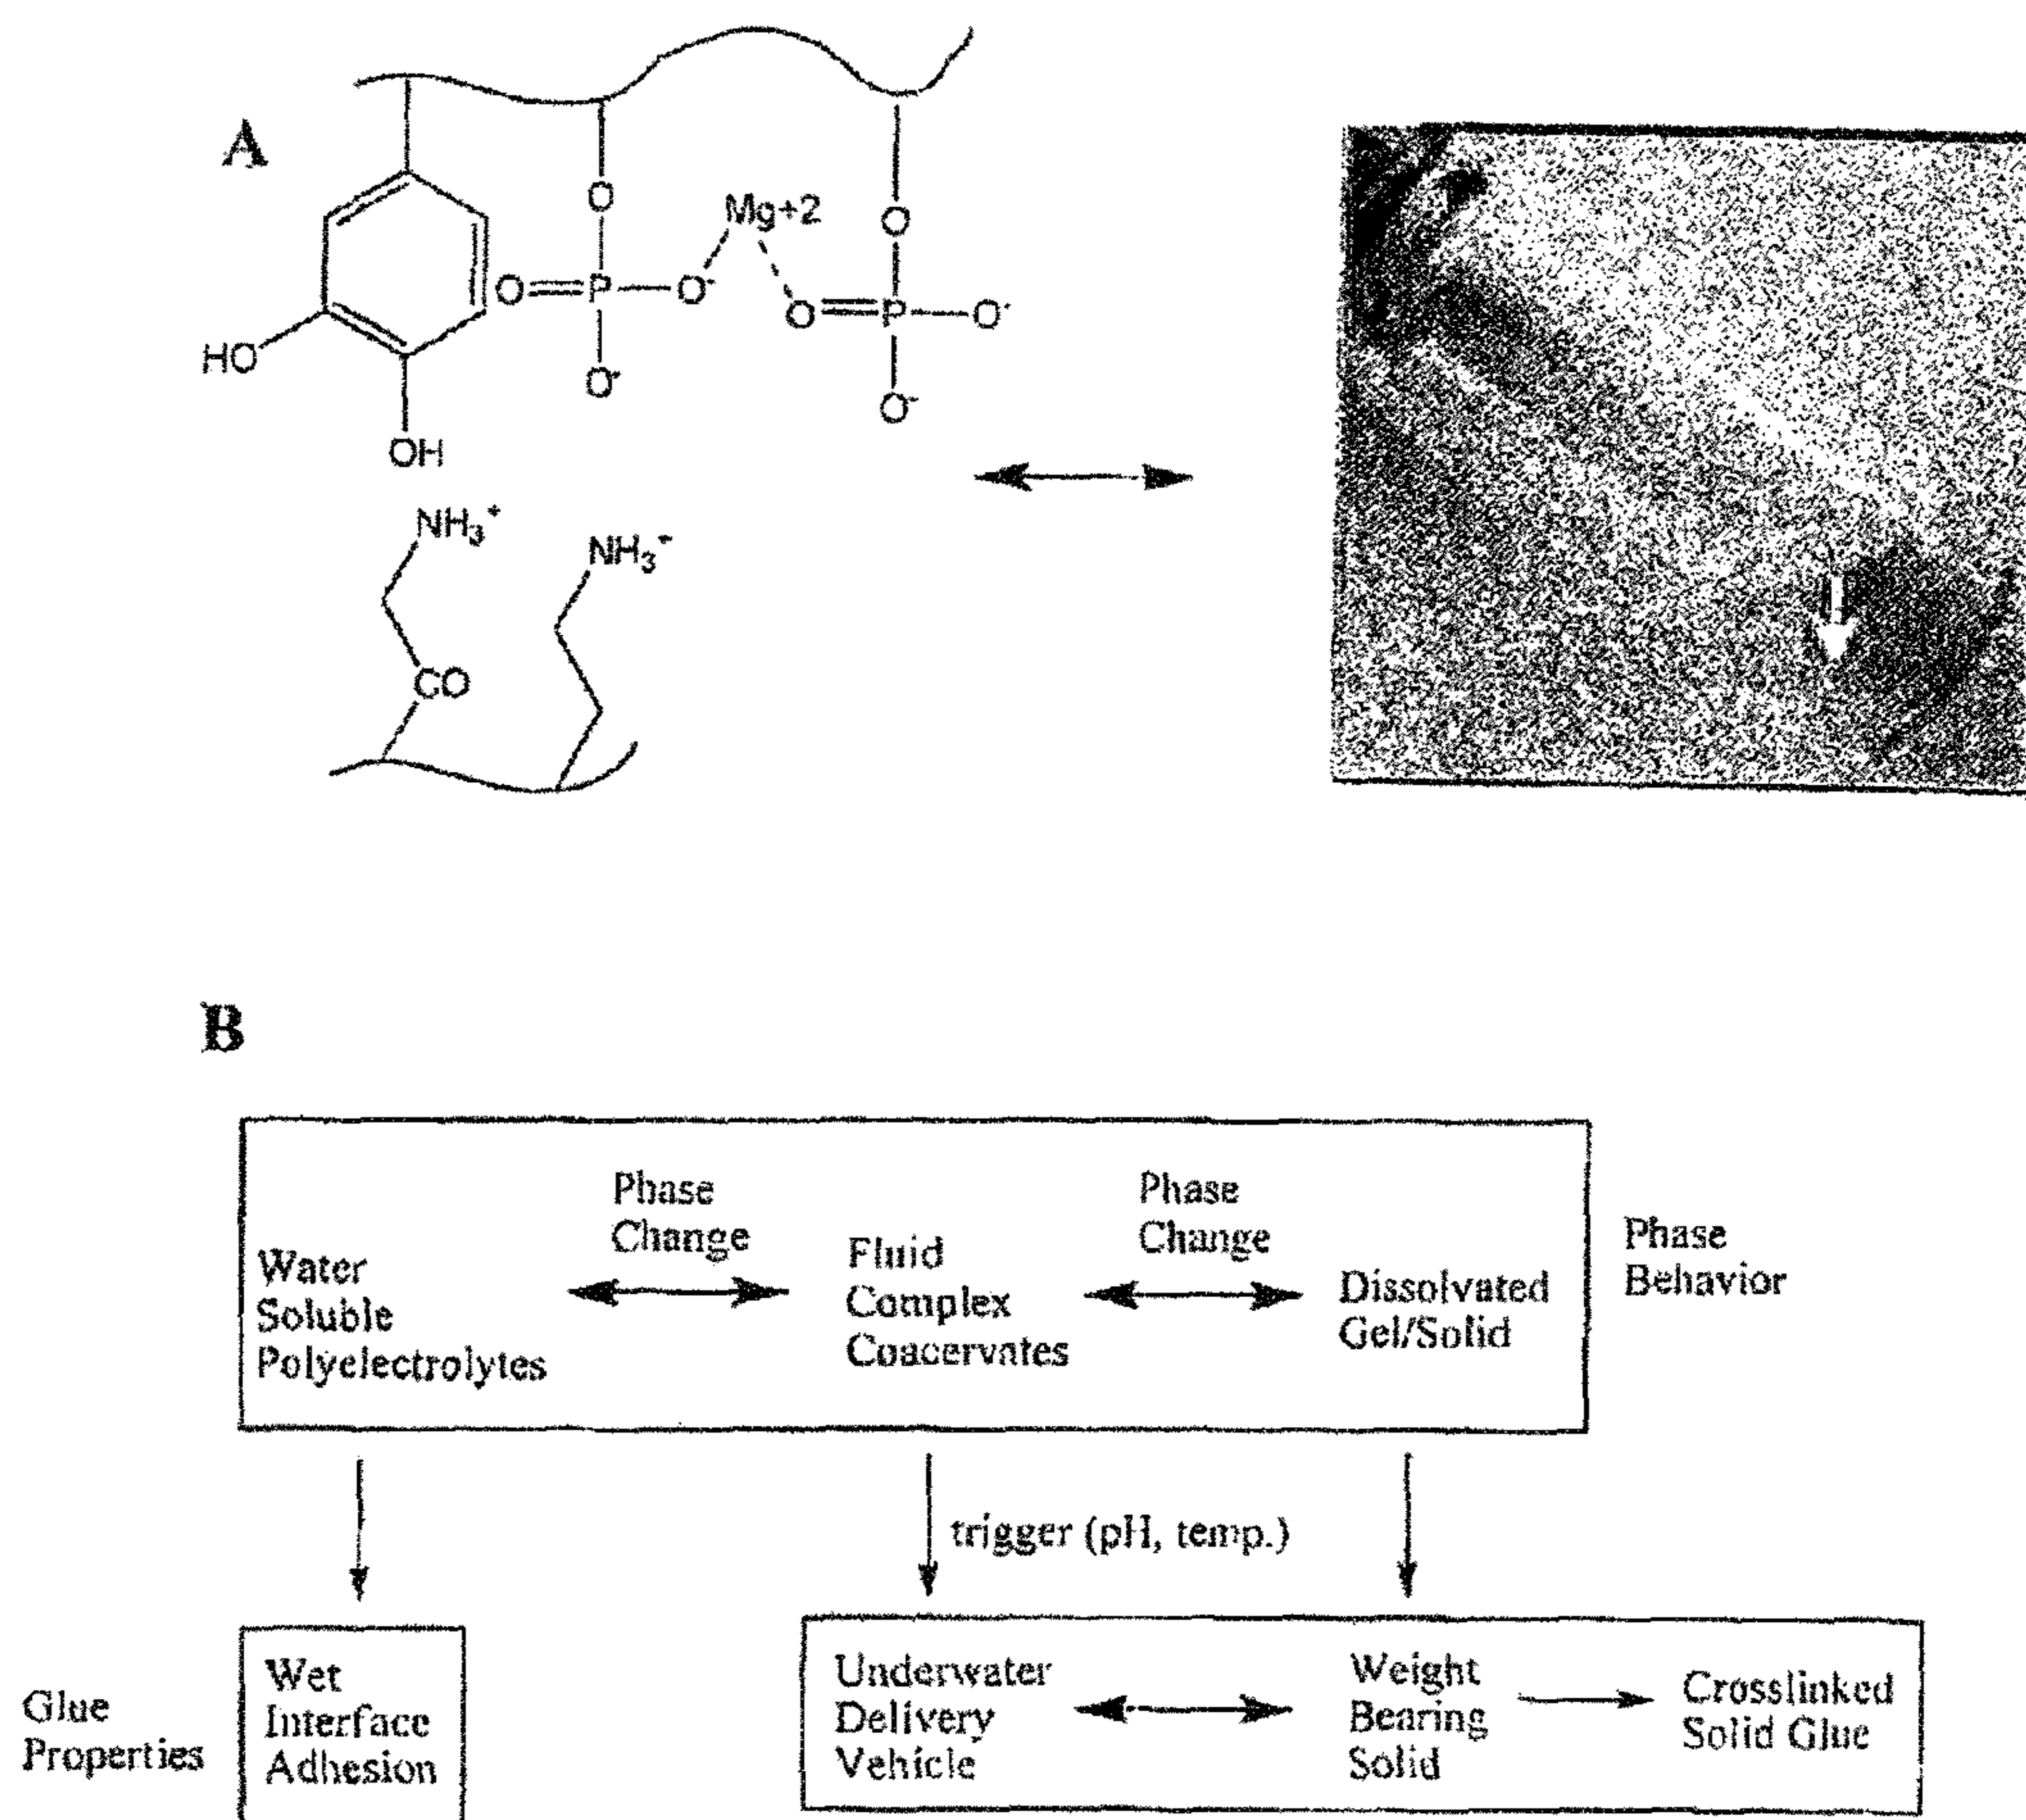 A
O
Mg+2
O
O
P
O-
O
P
O-
HO
O-
O-
OH
NH3+
NH3+
CO
B
Phase
Change
Phase
Change
Phase
Behavior
Water
Soluble
Polyelectrolytes
Fluid
Complex
Coacervates
Dissolvated
Gel/Solid
trigger (pH, temp.)
Glue
Properties
Wet
Interface
Adhesion
Underwater
Delivery
Vehicle
Weight
Bearing
Solid
Crosslinked
Solid Glue